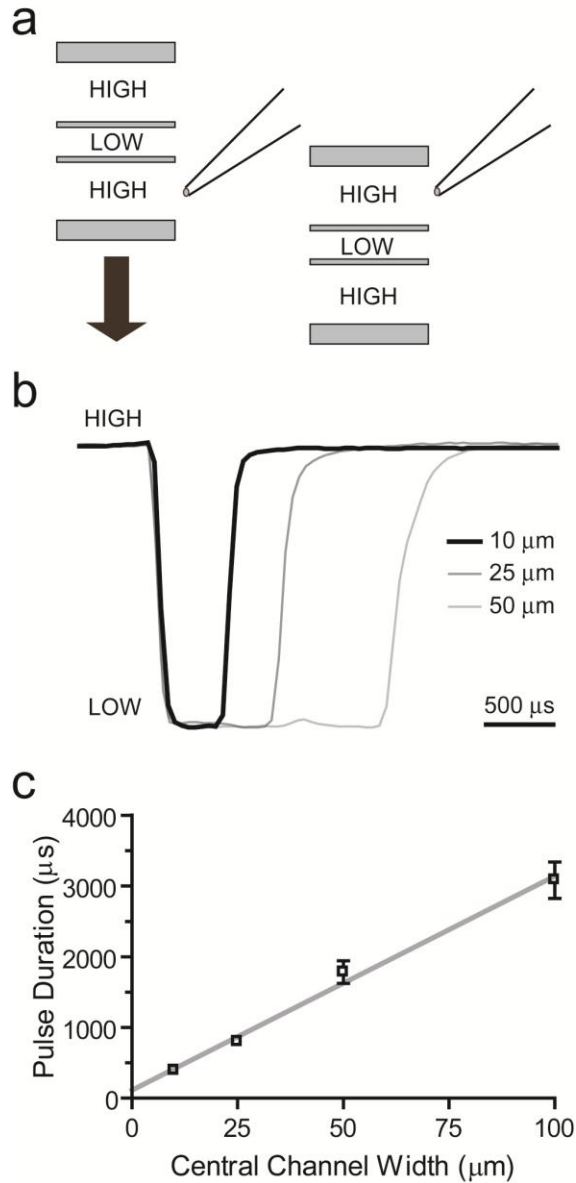 a
HIGH
LOW
HIGH
HIGH
LOW
HIGH
b
HIGH
10 μm
25 μm
50 μm
LOW
500 μs
c
4000
3000
2000
1000
0
Pulse Duration (μs)
0 25 50 75 100
Central Channel Width (μm)